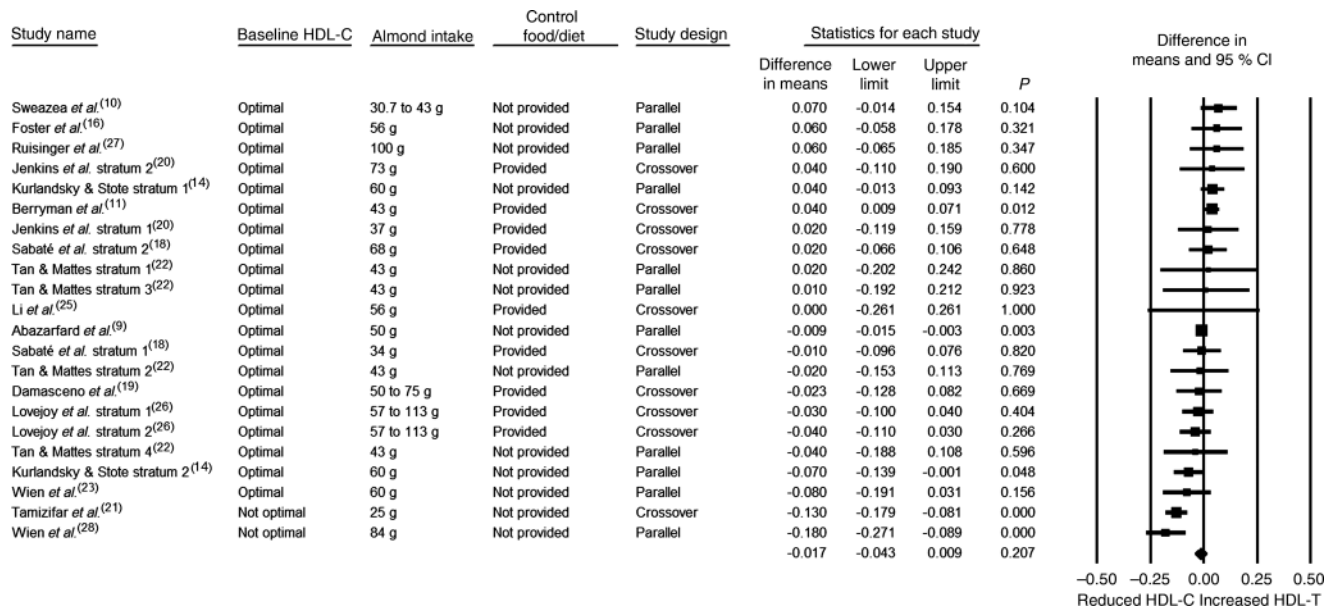 Study name Baseline HDL-C Almond intake Control food/diet Study design Statistics for each study Difference in means and 95 % CI
Difference in means Lower limit Upper limit P
Sweazea et al.(10) Optimal 30.7 to 43 g Not provided Parallel 0.070 -0.014 0.154 0.104
Foster et al.(16) Optimal 56 g Not provided Parallel 0.060 -0.058 0.178 0.321
Ruisinger et al.(27) Optimal 100 g Not provided Parallel 0.060 -0.065 0.185 0.347
Jenkins et al. stratum 2(20) Optimal 73 g Provided Crossover 0.040 -0.110 0.190 0.600
Kurlandsky & Stote stratum 1(14) Optimal 60 g Not provided Parallel 0.040 -0.013 0.093 0.142
Berryman et al.(11) Optimal 43 g Provided Crossover 0.040 0.009 0.071 0.012
Jenkins et al. stratum 1(20) Optimal 37 g Provided Crossover 0.020 -0.119 0.159 0.778
Sabaté et al. stratum 2(18) Optimal 68 g Provided Crossover 0.020 -0.066 0.106 0.648
Tan & Mattes stratum 1(22) Optimal 43 g Not provided Parallel 0.020 -0.202 0.242 0.860
Tan & Mattes stratum 3(22) Optimal 43 g Not provided Parallel 0.010 -0.192 0.212 0.923
Li et al.(25) Optimal 56 g Provided Crossover 0.000 -0.261 0.261 1.000
Abazarfard et al.(9) Optimal 50 g Not provided Parallel -0.009 -0.015 -0.003 0.003
Sabaté et al. stratum 1(18) Optimal 34 g Provided Crossover -0.010 -0.096 0.076 0.820
Tan & Mattes stratum 2(22) Optimal 43 g Not provided Parallel -0.020 -0.153 0.113 0.769
Damasceno et al.(19) Optimal 50 to 75 g Provided Crossover -0.023 -0.128 0.082 0.669
Lovejoy et al. stratum 1(26) Optimal 57 to 113 g Provided Crossover -0.030 -0.100 0.040 0.404
Lovejoy et al. stratum 2(26) Optimal 57 to 113 g Provided Crossover -0.040 -0.110 0.030 0.266
Tan & Mattes stratum 4(22) Optimal 43 g Not provided Parallel -0.040 -0.188 0.108 0.596
Kurlandsky & Stote stratum 2(14) Optimal 60 g Not provided Parallel -0.070 -0.139 -0.001 0.048
Wien et al.(23) Optimal 60 g Not provided Parallel -0.080 -0.191 0.031 0.156
Tamizifar et al.(21) Not optimal 25 g Not provided Crossover -0.130 -0.179 -0.081 0.000
Wien et al.(28) Not optimal 84 g Not provided Parallel -0.180 -0.271 -0.089 0.000
-0.017 -0.043 0.009 0.207
−0.50 −0.25 0.00 0.25 0.50
Reduced HDL-C Increased HDL-T